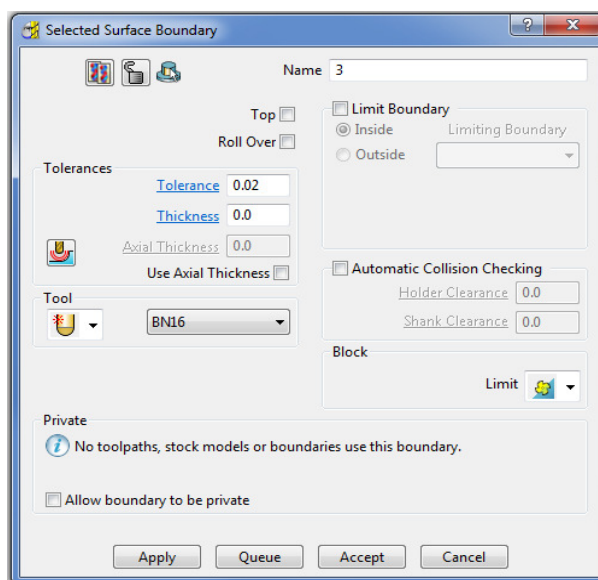 Selected Surface Boundary
Name 3
Top
Roll Over
Tolerances
Tolerance 0.02
Thickness 0.0
Axial Thickness 0.0
Use Axial Thickness
Tool
BN16
Limit Boundary
Inside Limiting Boundary
Outside
Automatic Collision Checking
Holder Clearance 0.0
Shank Clearance 0.0
Block
Limit
Private
No toolpaths, stock models or boundaries use this boundary.
Allow boundary to be private
Apply Queue Accept Cancel